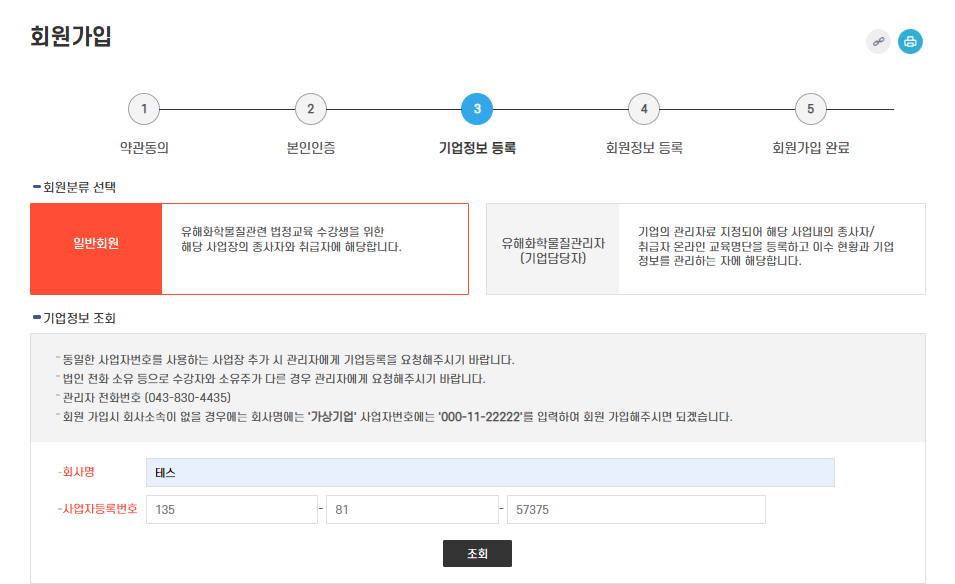 회원가입
1
2
3
4
5
약관동의
본인인증
기업정보 등록
회원정보 등록
회원가입 완료
회원분류 선택
일반회원
유해화학물질관련 법정교육 수강생을 위한
해당 사업장의 종사자와 취급자에 해당합니다.
유해화학물질관리자
(기업담당자)
기업의 관리자료 지정되어 해당 사업내의 종사자/
취급자 온라인 교육명단을 등록하고 이수 현황과 기업
정보를 관리하는 자에 해당합니다.
기업정보 조회
- 동일한 사업자번호를 사용하는 사업장 추가 시 관리자에게 기업등록을 요청해주시기 바랍니다.
- 법인 전화 소유 등으로 수강자와 소유주가 다른 경우 관리자에게 요청해주시기 바랍니다.
- 관리자 전화번호 (043-830-4435)
- 회원 가입시 회사소속이 없을 경우에는 회사명에는 '가상기업' 사업자번호에는 '000-11-22222'를 입력하여 회원 가입해주시면 되겠습니다.
-회사명 테스
-사업자등록번호 135 - 81 - 57375
조회